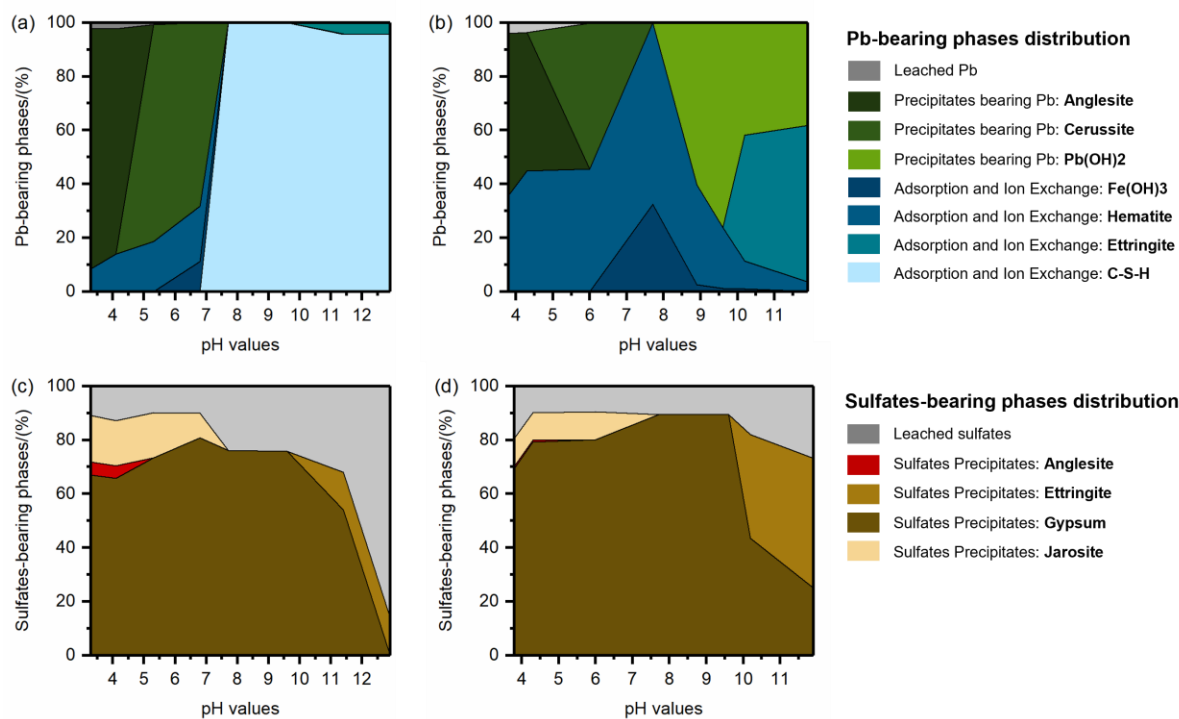 (a)
100
80
60
40
20
0
Pb-bearing phases/(%)
4 5 6 7 8 9 10 11 12
pH values
(b)
100
80
60
40
20
0
Pb-bearing phases/(%)
4 5 6 7 8 9 10 11
pH values
Pb-bearing phases distribution
Leached Pb
Precipitates bearing Pb: Anglesite
Precipitates bearing Pb: Cerussite
Precipitates bearing Pb: Pb(OH)2
Adsorption and Ion Exchange: Fe(OH)3
Adsorption and Ion Exchange: Hematite
Adsorption and Ion Exchange: Ettringite
Adsorption and Ion Exchange: C-S-H
(c)
100
80
60
40
20
0
Sulfates-bearing phases/(%)
4 5 6 7 8 9 10 11 12
pH values
(d)
100
80
60
40
20
0
Sulfates-bearing phases/(%)
4 5 6 7 8 9 10 11
pH values
Sulfates-bearing phases distribution
Leached sulfates
Sulfates Precipitates: Anglesite
Sulfates Precipitates: Ettringite
Sulfates Precipitates: Gypsum
Sulfates Precipitates: Jarosite